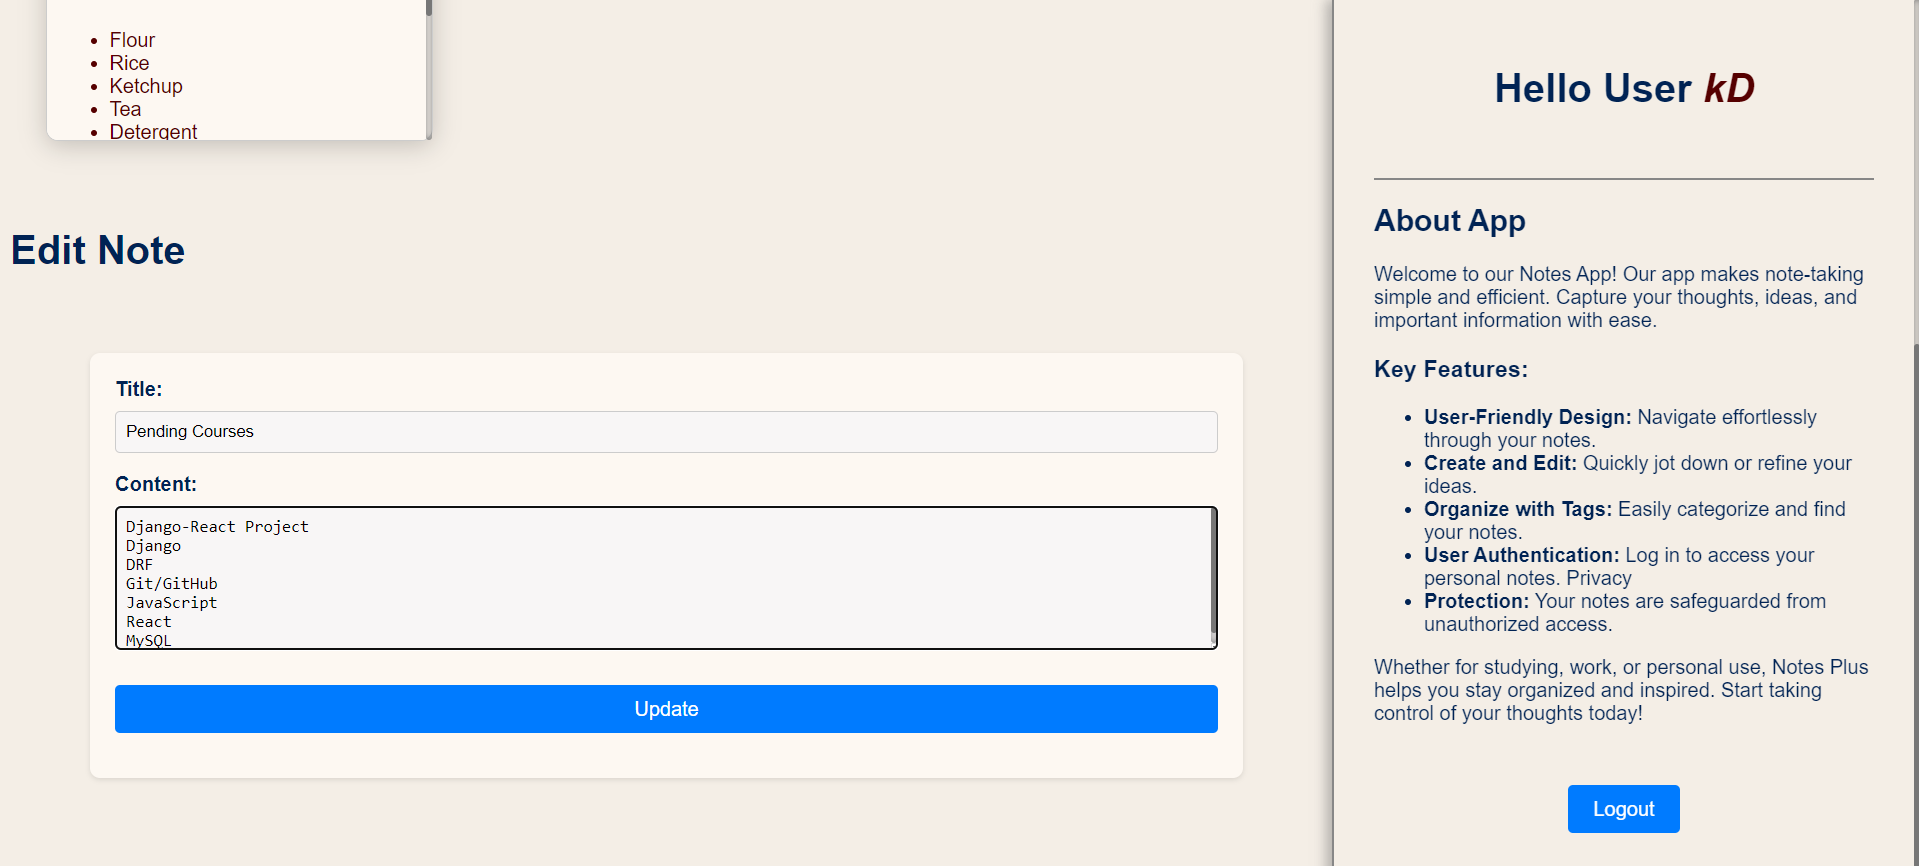 Flour
Rice
Ketchup
Tea
Detergent
Edit Note
Title:
Pending Courses
Content:
Django-React Project
Django
DRF
Git/GitHub
JavaScript
React
MySQL
Update
Hello User kD
About App
Welcome to our Notes App! Our app makes note-taking
simple and efficient. Capture your thoughts, ideas, and
important information with ease.
Key Features:
User-Friendly Design: Navigate effortlessly
through your notes.
Create and Edit: Quickly jot down or refine your
ideas.
Organize with Tags: Easily categorize and find
your notes.
User Authentication: Log in to access your
personal notes. Privacy
Protection: Your notes are safeguarded from
unauthorized access.
Whether for studying, work, or personal use, Notes Plus
helps you stay organized and inspired. Start taking
control of your thoughts today!
Logout